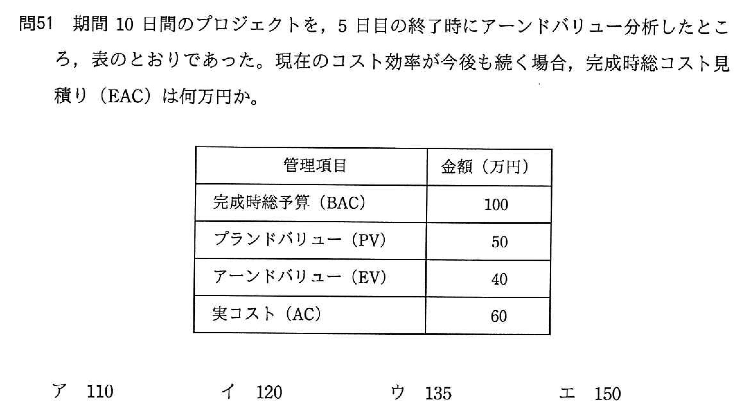 問51 期間 10 日間のプロジェクトを，5 日目の終了時にアーンドバリュー分析したとこ
ろ，表のとおりであった。現在のコスト効率が今後も続く場合，完成時総コスト見
積り（EAC）は何万円か。
管理項目 金額（万円）
完成時総予算（BAC） 100
プランドバリュー（PV） 50
アーンドバリュー（EV） 40
実コスト（AC） 60
ア 110 イ 120 ウ 135 エ 150